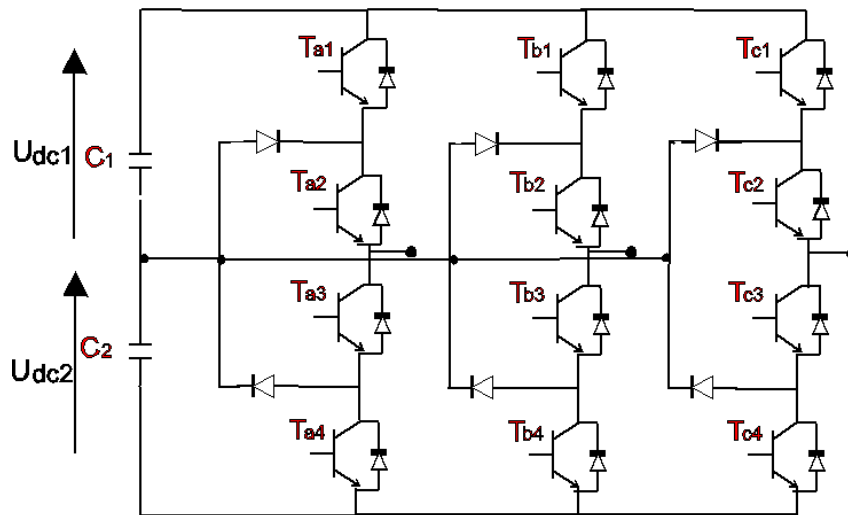 Ta1 Tb1 Tc1
Udc1 C1
Ta2 Tb2 Tc2
Ta3 Tb3 Tc3
Udc2 C2
Ta4 Tb4 Tc4